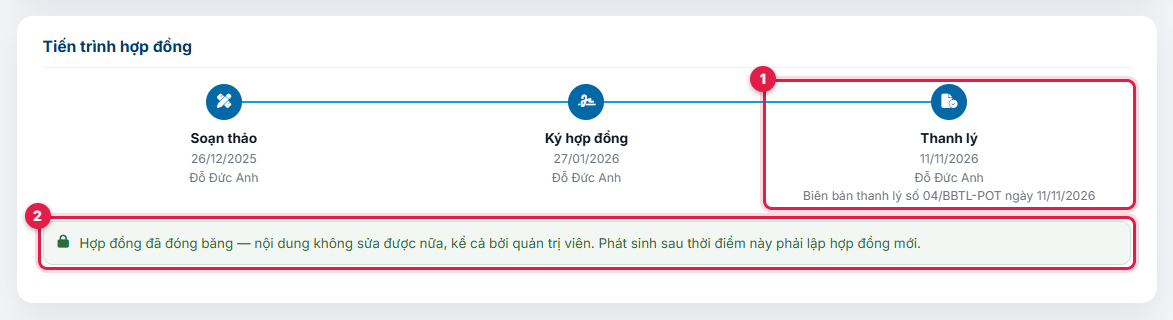 Tiến trình hợp đồng
1
Soạn thảo
26/12/2025
Đỗ Đức Anh
Ký hợp đồng
27/01/2026
Đỗ Đức Anh
Thanh lý
11/11/2026
Đỗ Đức Anh
Biên bản thanh lý số 04/BBTL-POT ngày 11/11/2026
2
Hợp đồng đã đóng băng — nội dung không sửa được nữa, kể cả bởi quản trị viên. Phát sinh sau thời điểm này phải lập hợp đồng mới.